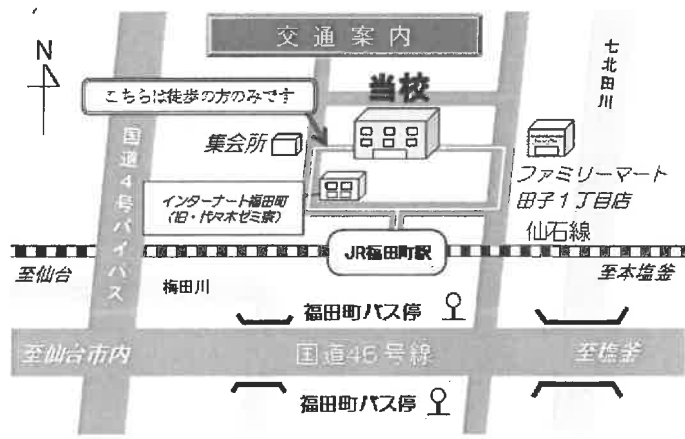 交通案内
N
七北田川
こちらは徒歩の方のみです
当校
国道4号バイパス
集会所
ファミリーマート
田子1丁目店
インターナート福田町
(旧・代々木ゼミ寮)
仙石線
JR福田町駅
至仙台
至本塩釜
梅田川
福田町バス停
至仙台市内
国道45号線
至塩釜
福田町バス停